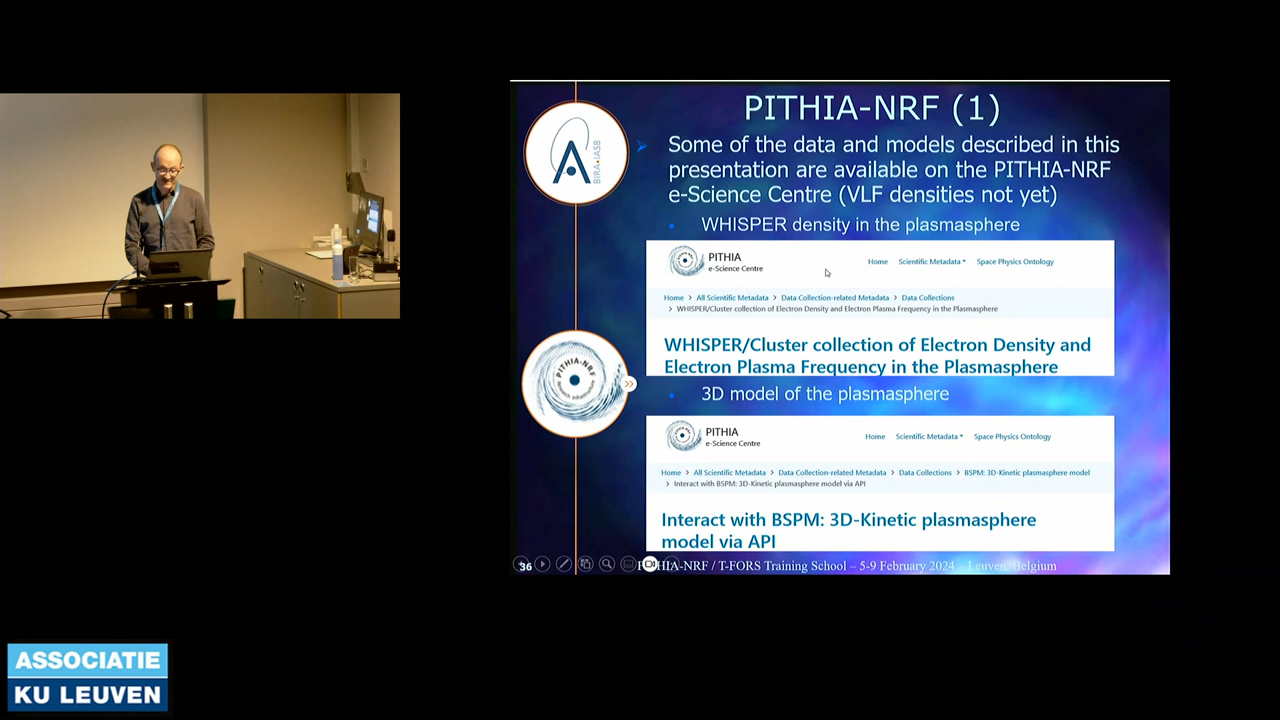 PITHIA-NRF (1)
Some of the data and models described in this
presentation are available on the PITHIA-NRF
e-Science Centre (VLF densities not yet)
WHISPER density in the plasmasphere
PITHIA
e-Science Centre
Home Scientific Metadata Space Physics Ontology
Home > All Scientific Metadata > Data Collection-related Metadata > Data Collections
> WHISPER/Cluster collection of Electron Density and Electron Plasma Frequency in the Plasmasphere
WHISPER/Cluster collection of Electron Density and
Electron Plasma Frequency in the Plasmasphere
3D model of the plasmasphere
PITHIA
e-Science Centre
Home Scientific Metadata Space Physics Ontology
Home > All Scientific Metadata > Data Collection-related Metadata > Data Collections > BSPM: 3D-Kinetic plasmasphere model
> Interact with BSPM: 3D-Kinetic plasmasphere model via API
Interact with BSPM: 3D-Kinetic plasmasphere
model via API
36
PITHIA-NRF / T-FORS Training School – 5-9 February 2024 – Leuven, Belgium
BIRA•IASB
PITHIA-NRF
ASSOCIATIE
KU LEUVEN